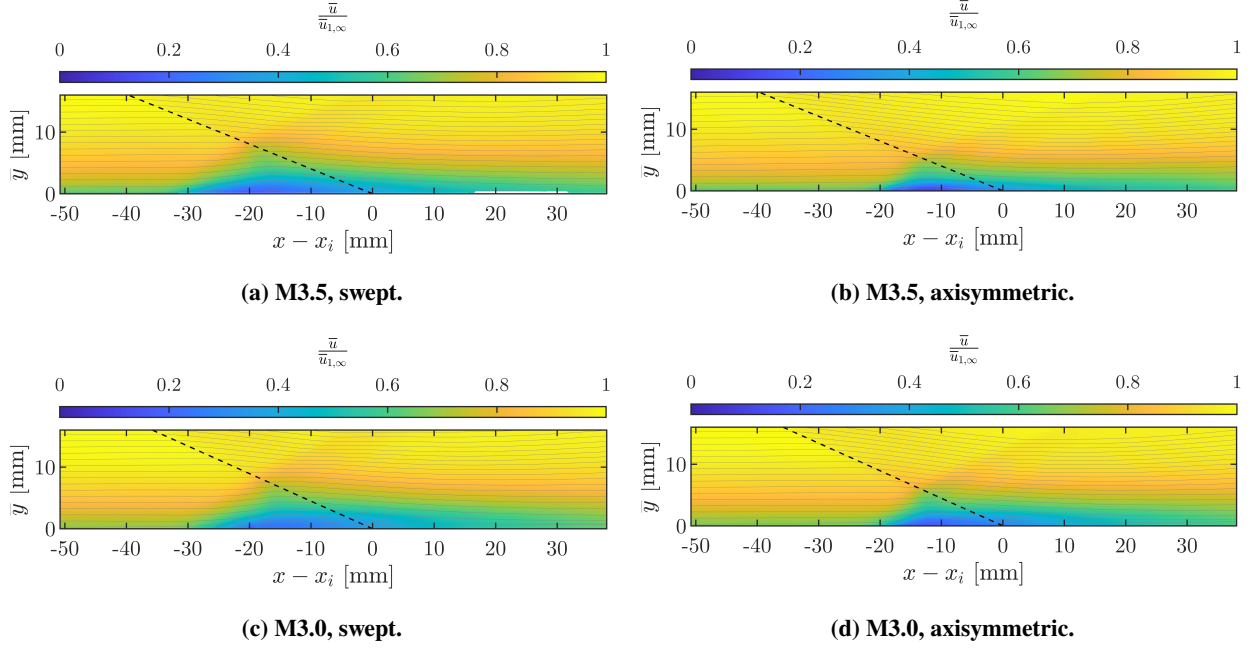 u̅ / u̅₁,∞
0 0.2 0.4 0.6 0.8 1
10
0
y̅ [mm]
-50 -40 -30 -20 -10 0 10 20 30
x − xᵢ [mm]
(a) M3.5, swept.
u̅ / u̅₁,∞
0 0.2 0.4 0.6 0.8 1
10
0
y̅ [mm]
-50 -40 -30 -20 -10 0 10 20 30
x − xᵢ [mm]
(b) M3.5, axisymmetric.
u̅ / u̅₁,∞
0 0.2 0.4 0.6 0.8 1
10
0
y̅ [mm]
-50 -40 -30 -20 -10 0 10 20 30
x − xᵢ [mm]
(c) M3.0, swept.
u̅ / u̅₁,∞
0 0.2 0.4 0.6 0.8 1
10
0
y̅ [mm]
-50 -40 -30 -20 -10 0 10 20 30
x − xᵢ [mm]
(d) M3.0, axisymmetric.